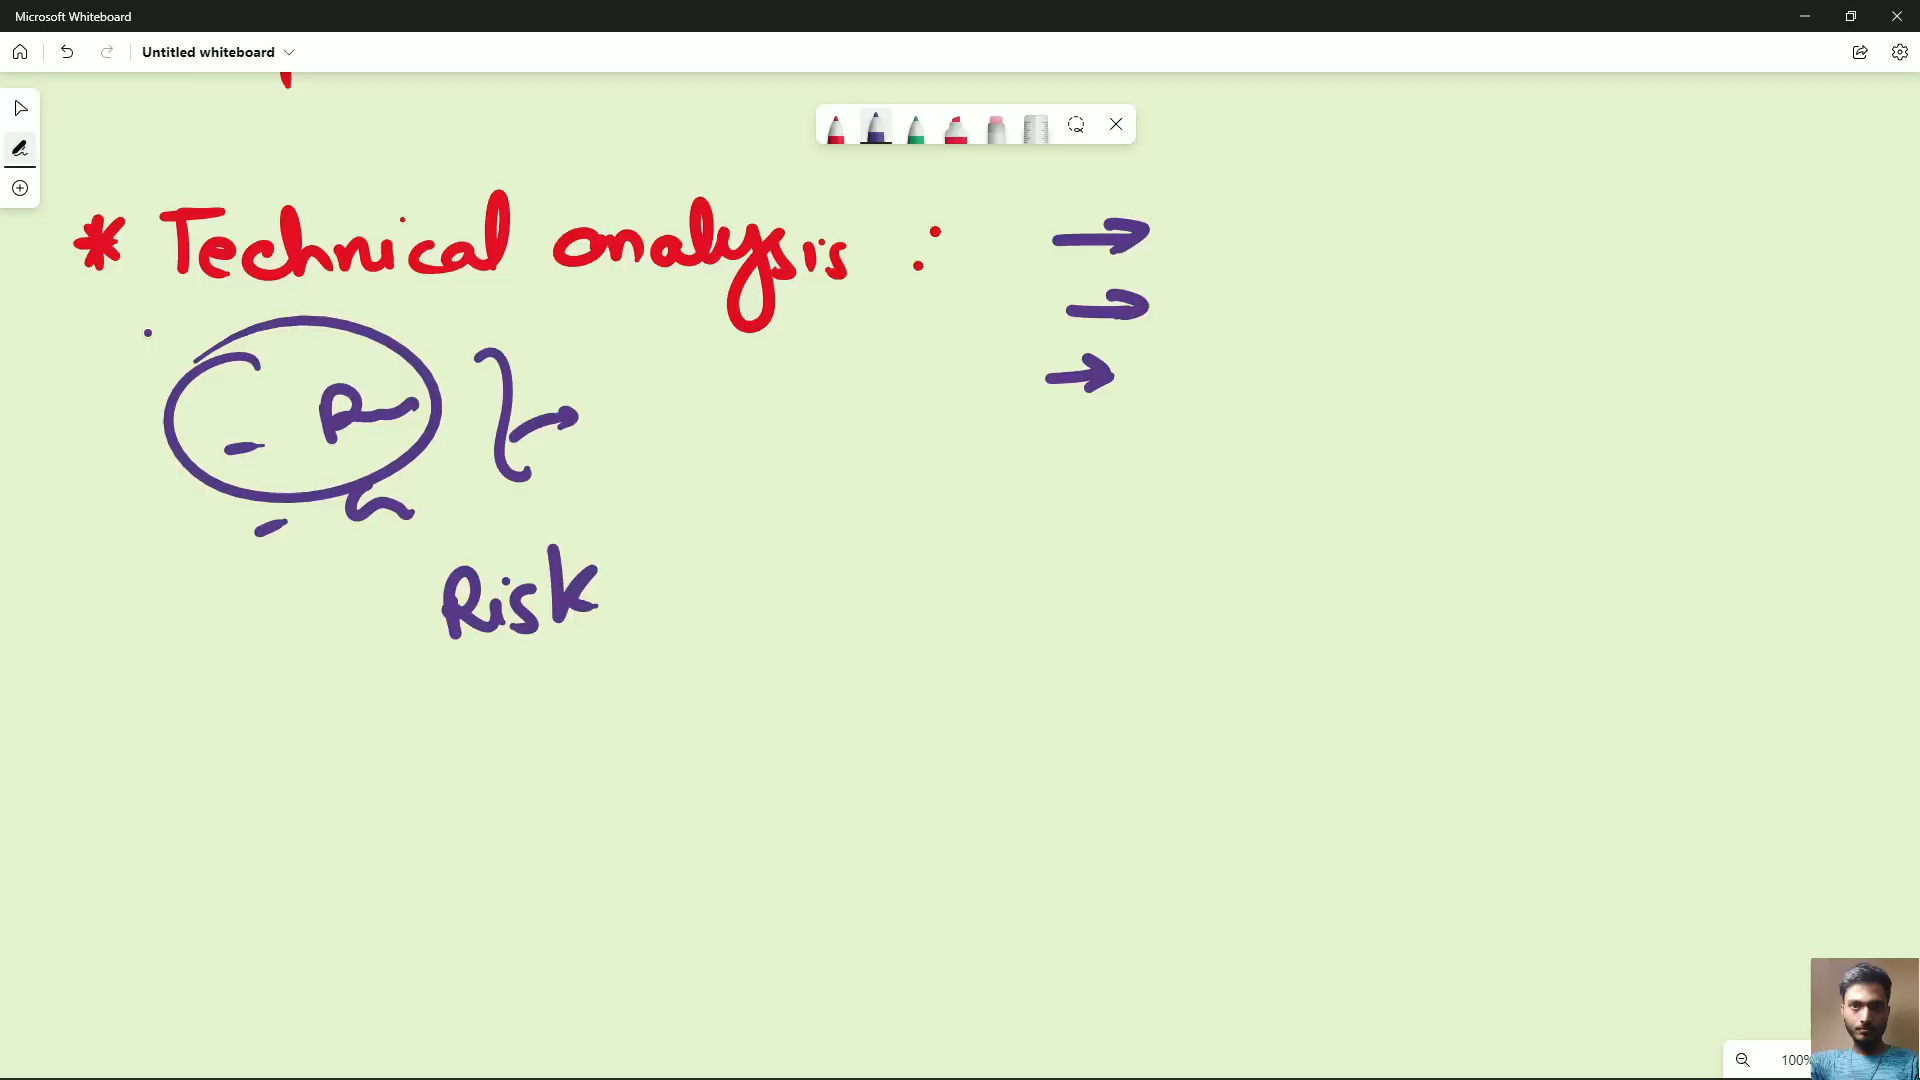 Microsoft Whiteboard
Untitled whiteboard
* Technical analysis :
Risk
100%